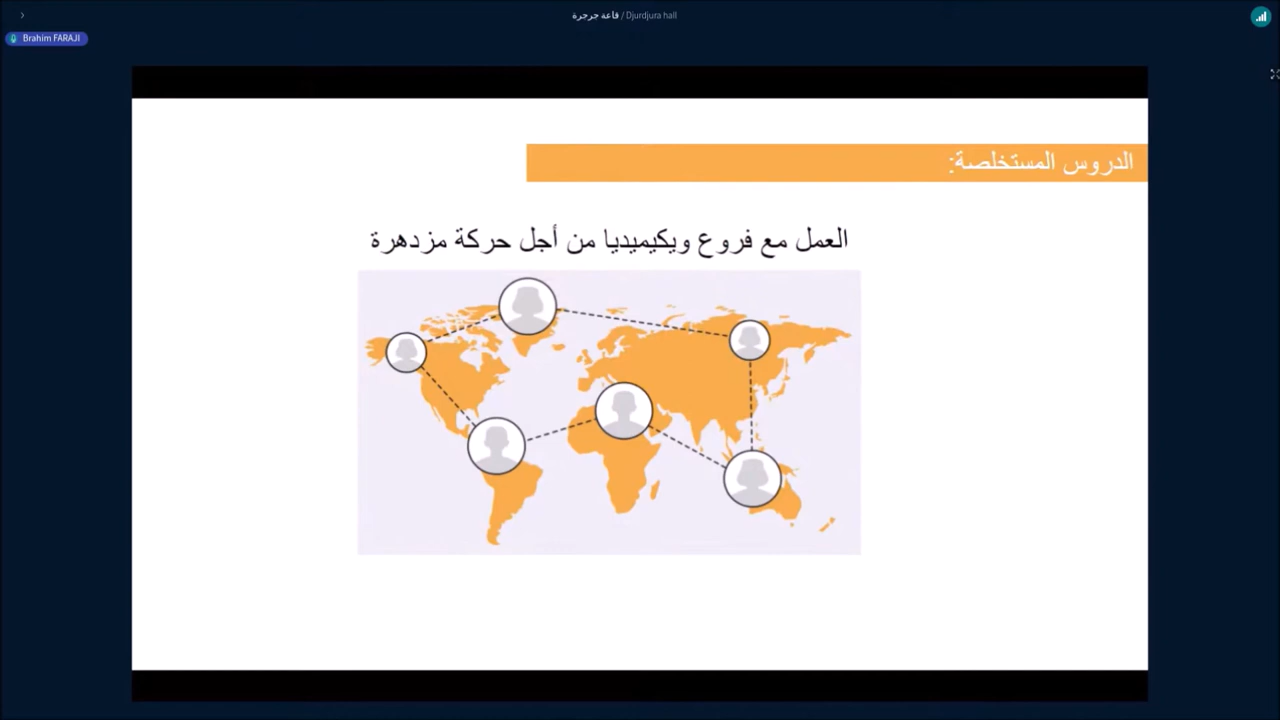 قاعة جرجرة / Djurdjura hall
Brahim FARAJI
الدروس المستخلصة:
العمل مع فروع ويكيميديا من أجل حركة مزدهرة